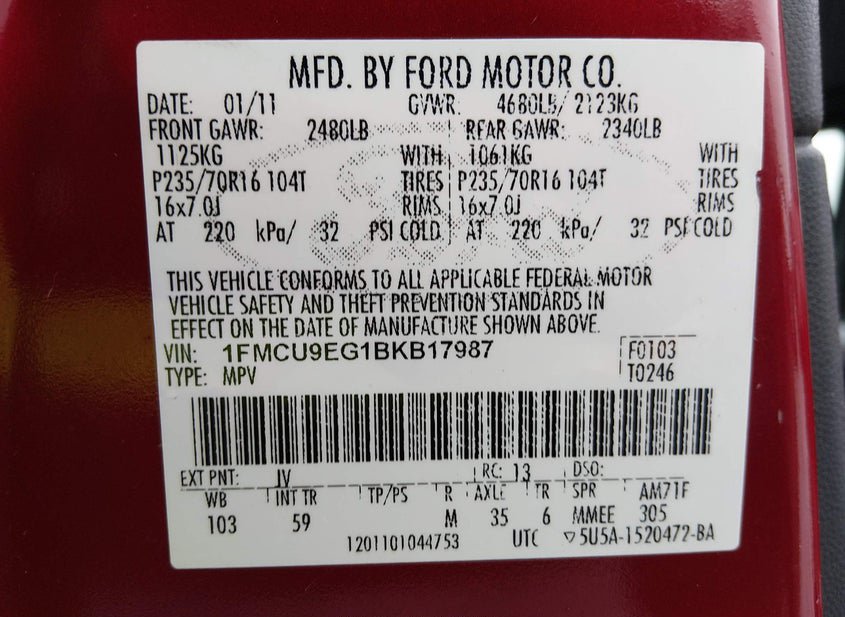 MFD. BY FORD MOTOR CO.
DATE: 01/11 GVWR: 4680LB/ 2123KG
FRONT GAWR: 2480LB REAR GAWR: 2340LB
1125KG WITH 1061KG WITH
P235/70R16 104T TIRES P235/70R16 104T TIRES
16x7.0J RIMS 16x7.0J RIMS
AT 220 kPa/ 32 PSI COLD AT 220 kPa/ 32 PSI COLD
THIS VEHICLE CONFORMS TO ALL APPLICABLE FEDERAL MOTOR
VEHICLE SAFETY AND THEFT PREVENTION STANDARDS IN
EFFECT ON THE DATE OF MANUFACTURE SHOWN ABOVE.
VIN: 1FMCU9EG1BKB17987 F0103
TYPE: MPV T0246
EXT PNT: JV RC: 13 DSO:
WB INT TR TP/PS R AXLE TR SPR AM71F
103 59 M 35 6 MMEE 305
1201101044753 UTC ▽5U5A-1520472-BA